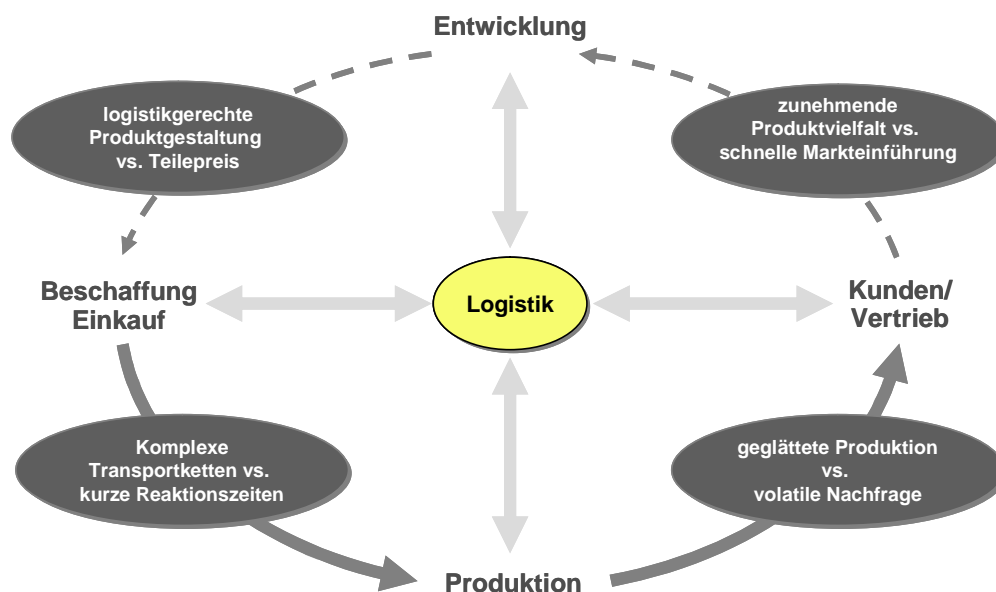 Entwicklung
logistikgerechte
Produktgestaltung
vs. Teilepreis
zunehmende
Produktvielfalt vs.
schnelle Markteinführung
Beschaffung
Einkauf
Logistik
Kunden/
Vertrieb
Komplexe
Transportketten vs.
kurze Reaktionszeiten
geglättete Produktion
vs.
volatile Nachfrage
Produktion